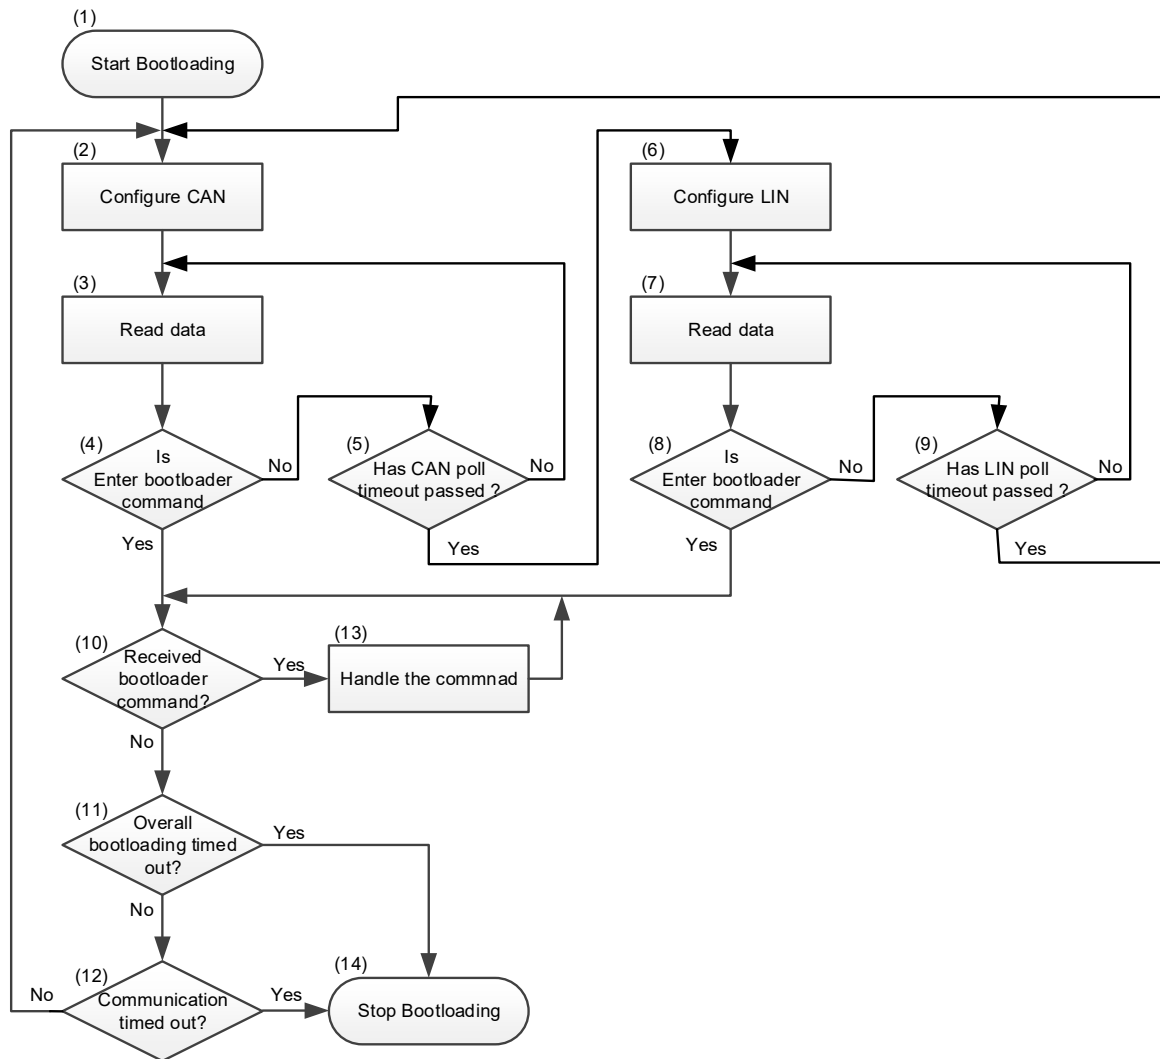 (1)
Start Bootloading
(2)
Configure CAN
(6)
Configure LIN
(3)
Read data
(7)
Read data
(4)
Is
Enter bootloader
command
No
Yes
(5)
Has CAN poll
timeout passed ?
No
Yes
(8)
Is
Enter bootloader
command
No
Yes
(9)
Has LIN poll
timeout passed ?
No
Yes
(10)
Received
bootloader
command?
Yes
No
(13)
Handle the commnad
(11)
Overall
bootloading timed
out?
Yes
No
(12)
Communication
timed out?
No
Yes
(14)
Stop Bootloading